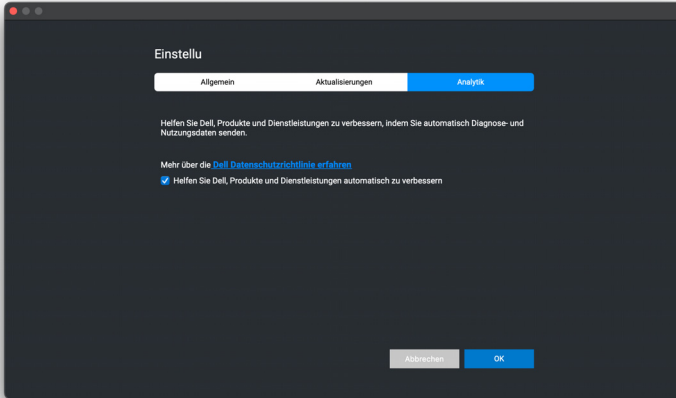 Einstellu
Allgemein
Aktualisierungen
Analytik
Helfen Sie Dell, Produkte und Dienstleistungen zu verbessern, indem Sie automatisch Diagnose- und
Nutzungsdaten senden.
Mehr über die Dell Datenschutzrichtlinie erfahren
Helfen Sie Dell, Produkte und Dienstleistungen automatisch zu verbessern
Abbrechen
OK